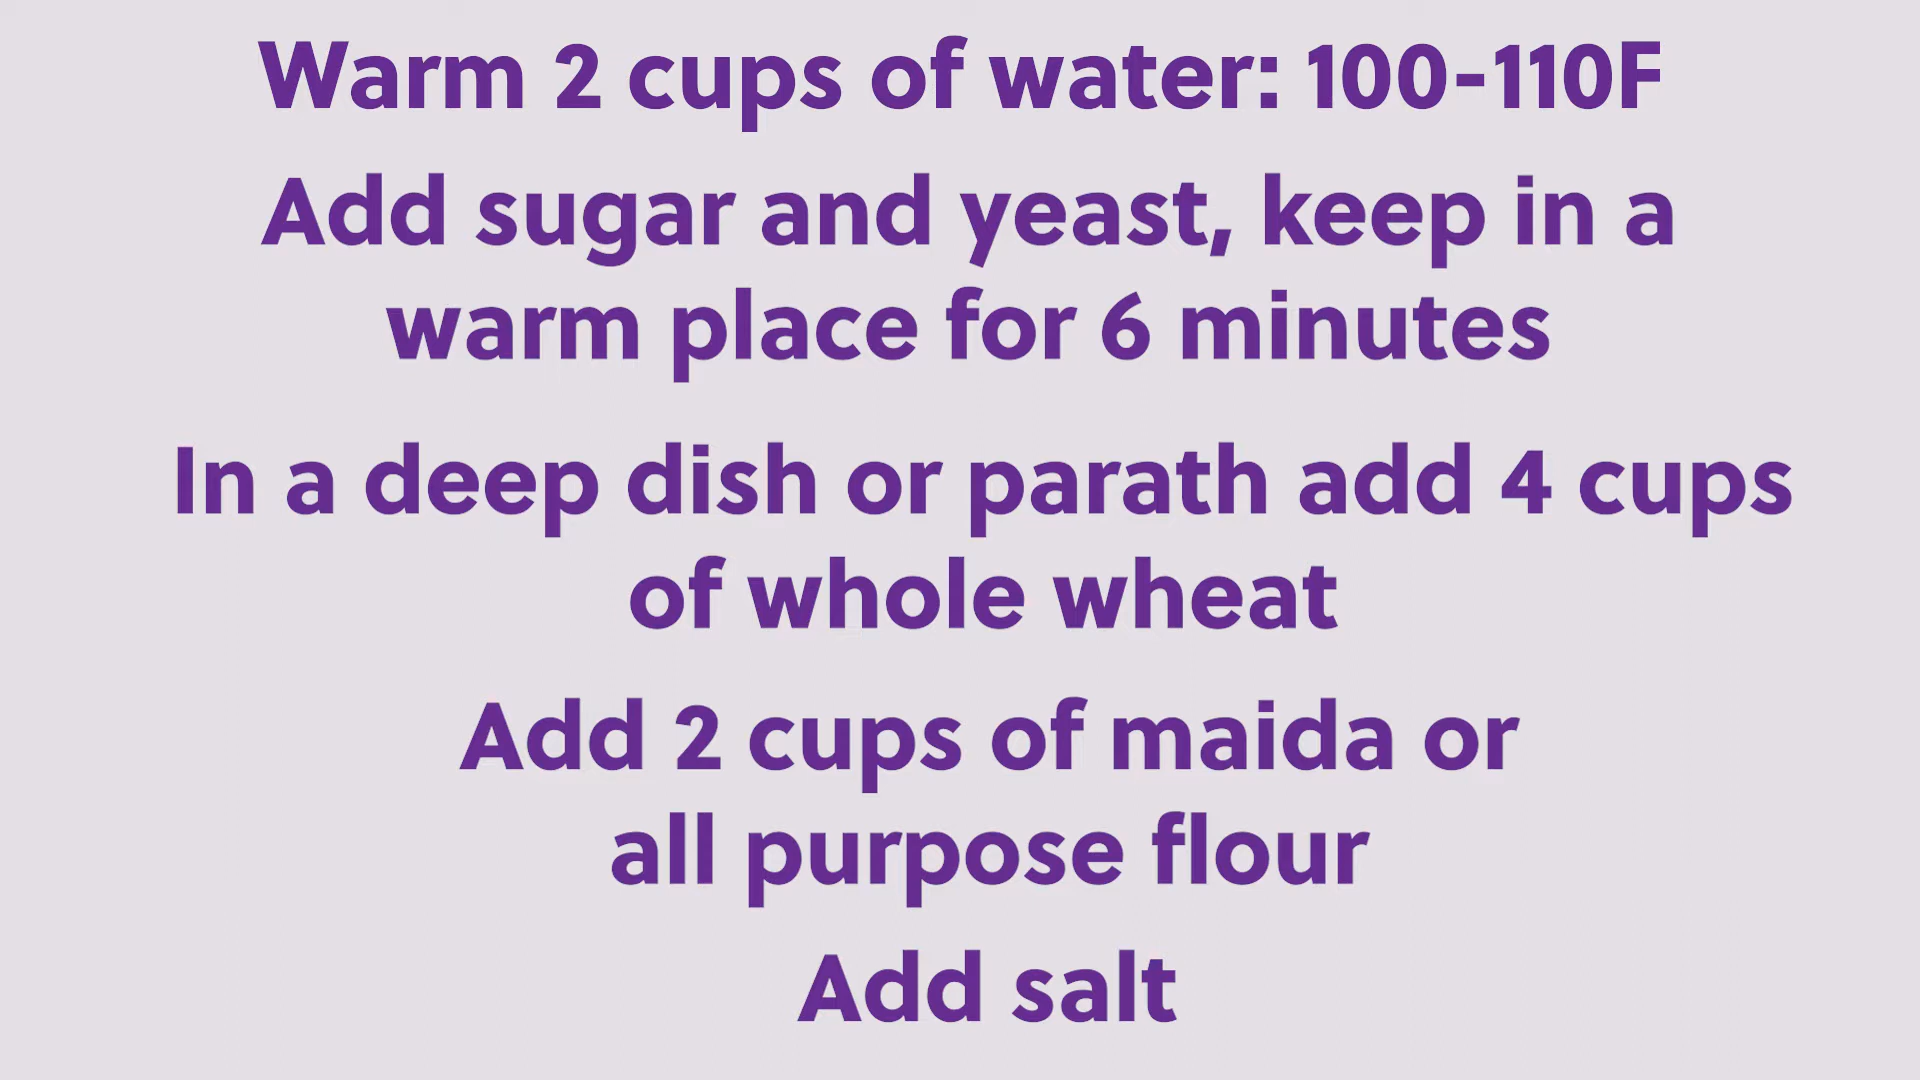 Warm 2 cups of water: 100-110F
Add sugar and yeast, keep in a
warm place for 6 minutes
In a deep dish or parath add 4 cups
of whole wheat
Add 2 cups of maida or
all purpose flour
Add salt